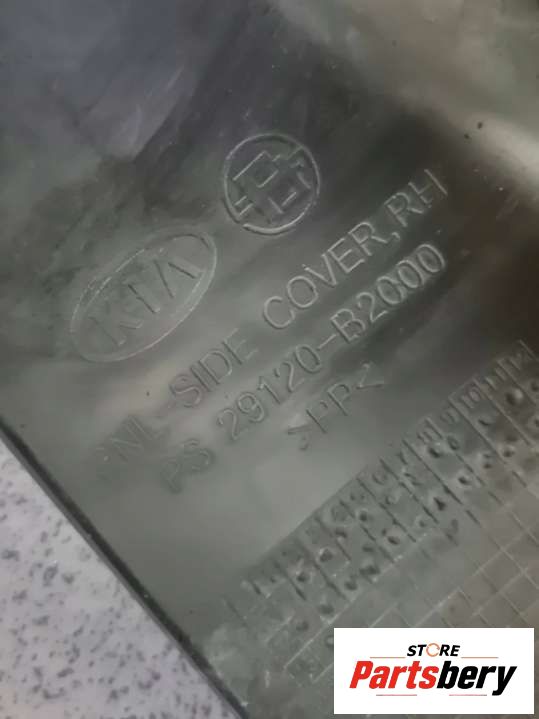 KIA
PNL-SIDE COVER,RH
PS 29120-B2000
>PP<
STORE
Partsbery